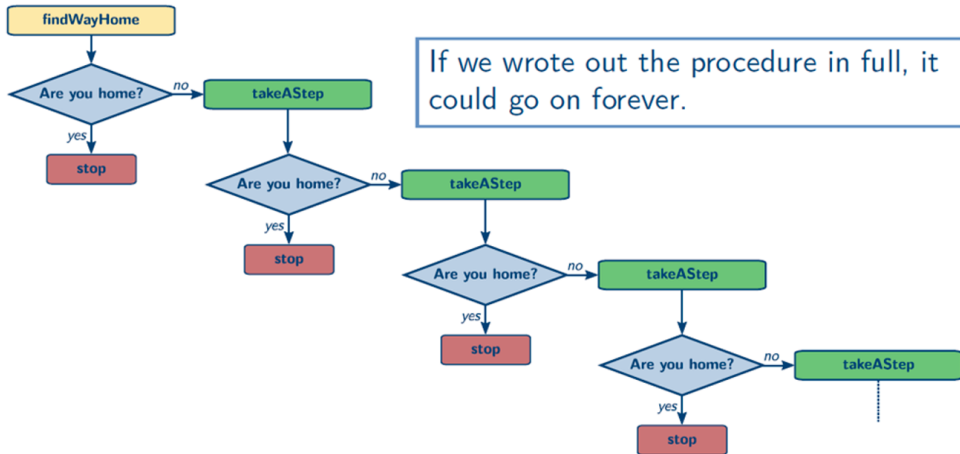 findWayHome
If we wrote out the procedure in full, it
could go on forever.
Are you home?
no
takeAStep
yes
stop
Are you home?
no
takeAStep
yes
stop
Are you home?
no
takeAStep
yes
stop
Are you home?
no
takeAStep
yes
stop